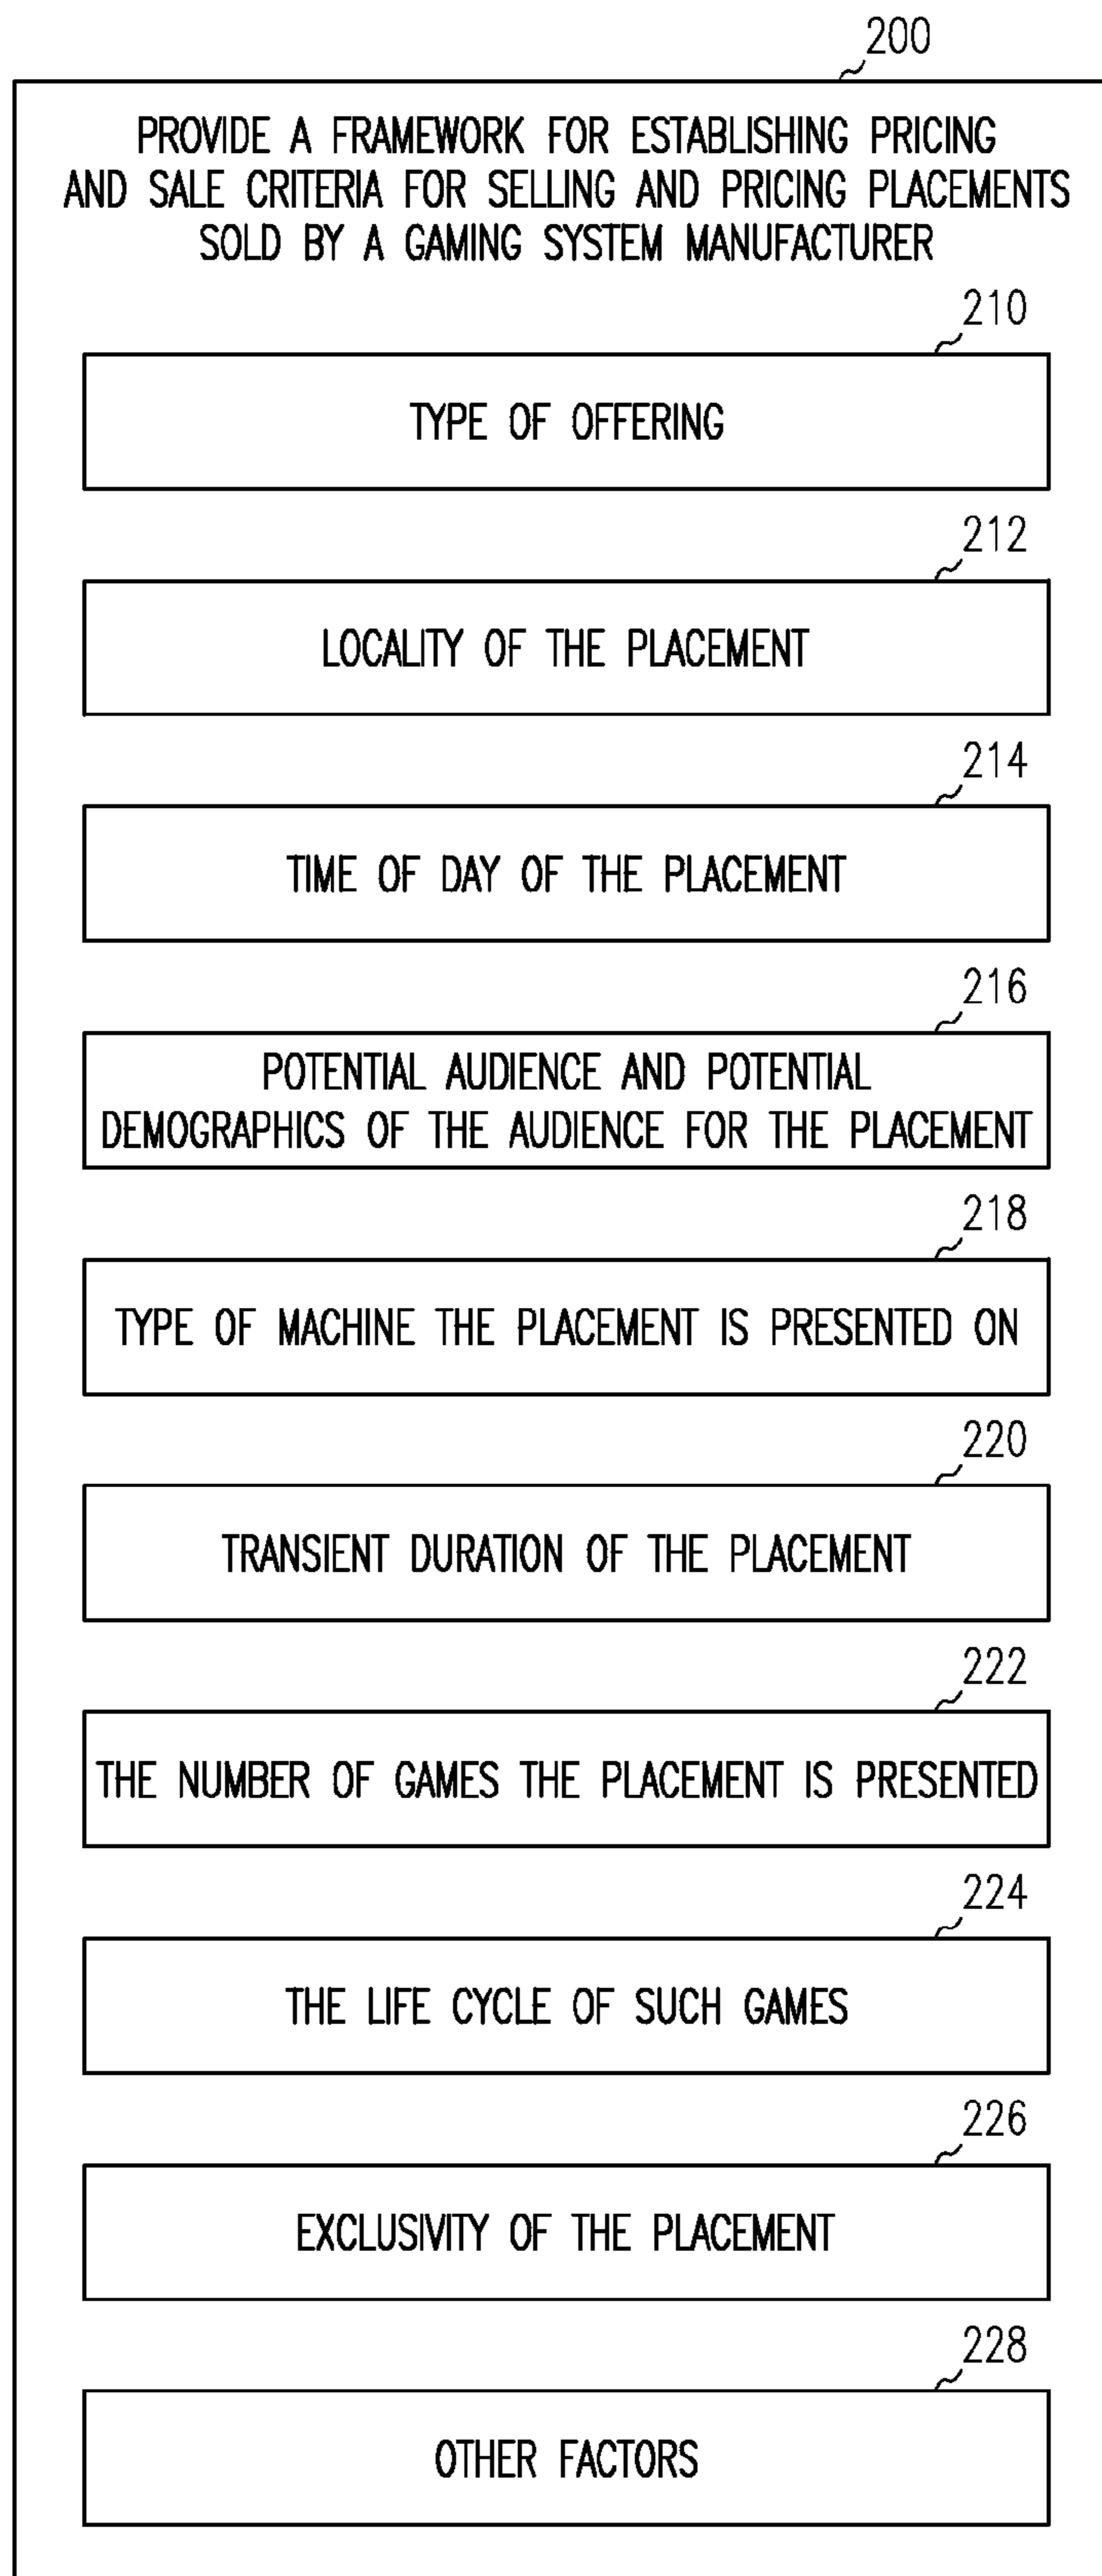 200
PROVIDE A FRAMEWORK FOR ESTABLISHING PRICING
AND SALE CRITERIA FOR SELLING AND PRICING PLACEMENTS
SOLD BY A GAMING SYSTEM MANUFACTURER
210
TYPE OF OFFERING
212
LOCALITY OF THE PLACEMENT
214
TIME OF DAY OF THE PLACEMENT
216
POTENTIAL AUDIENCE AND POTENTIAL
DEMOGRAPHICS OF THE AUDIENCE FOR THE PLACEMENT
218
TYPE OF MACHINE THE PLACEMENT IS PRESENTED ON
220
TRANSIENT DURATION OF THE PLACEMENT
222
THE NUMBER OF GAMES THE PLACEMENT IS PRESENTED
224
THE LIFE CYCLE OF SUCH GAMES
226
EXCLUSIVITY OF THE PLACEMENT
228
OTHER FACTORS